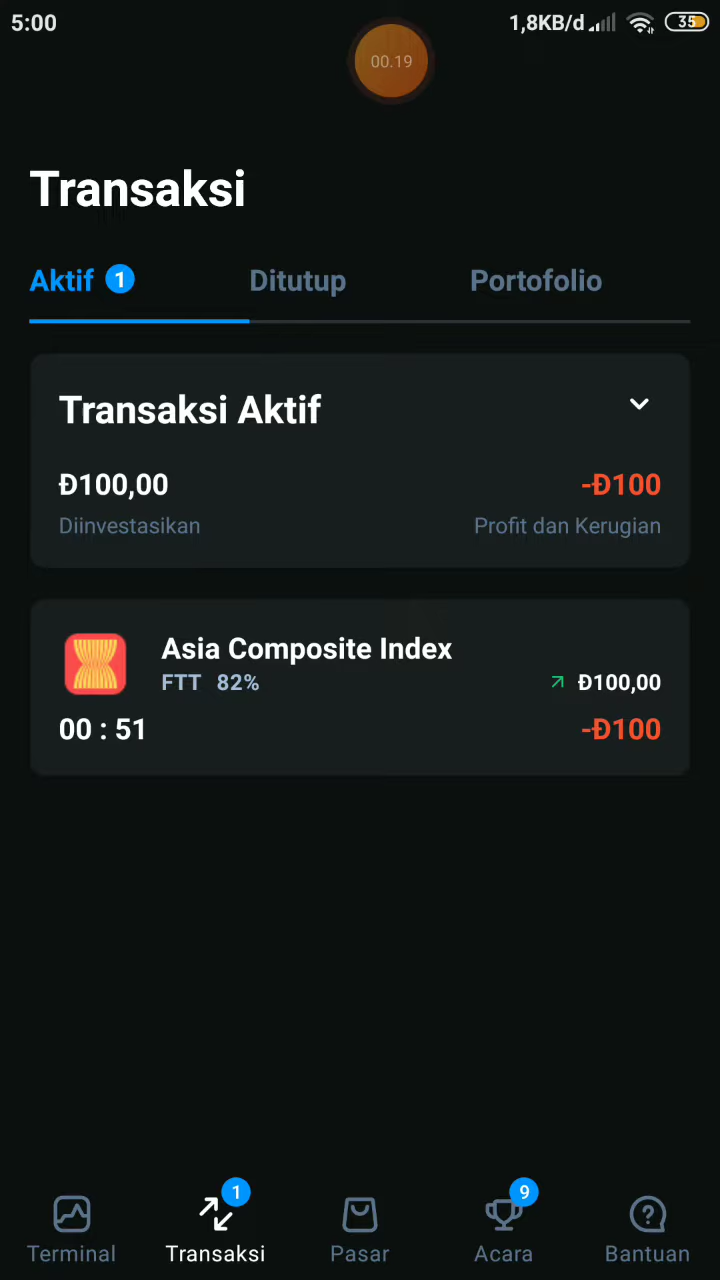 5:00 1,8KB/d 35
00.19
Transaksi
Aktif 1 Ditutup Portofolio
Transaksi Aktif
Đ100,00 -Đ100
Diinvestasikan Profit dan Kerugian
Asia Composite Index
FTT 82% Đ100,00
00 : 51 -Đ100
1 9
Terminal Transaksi Pasar Acara Bantuan